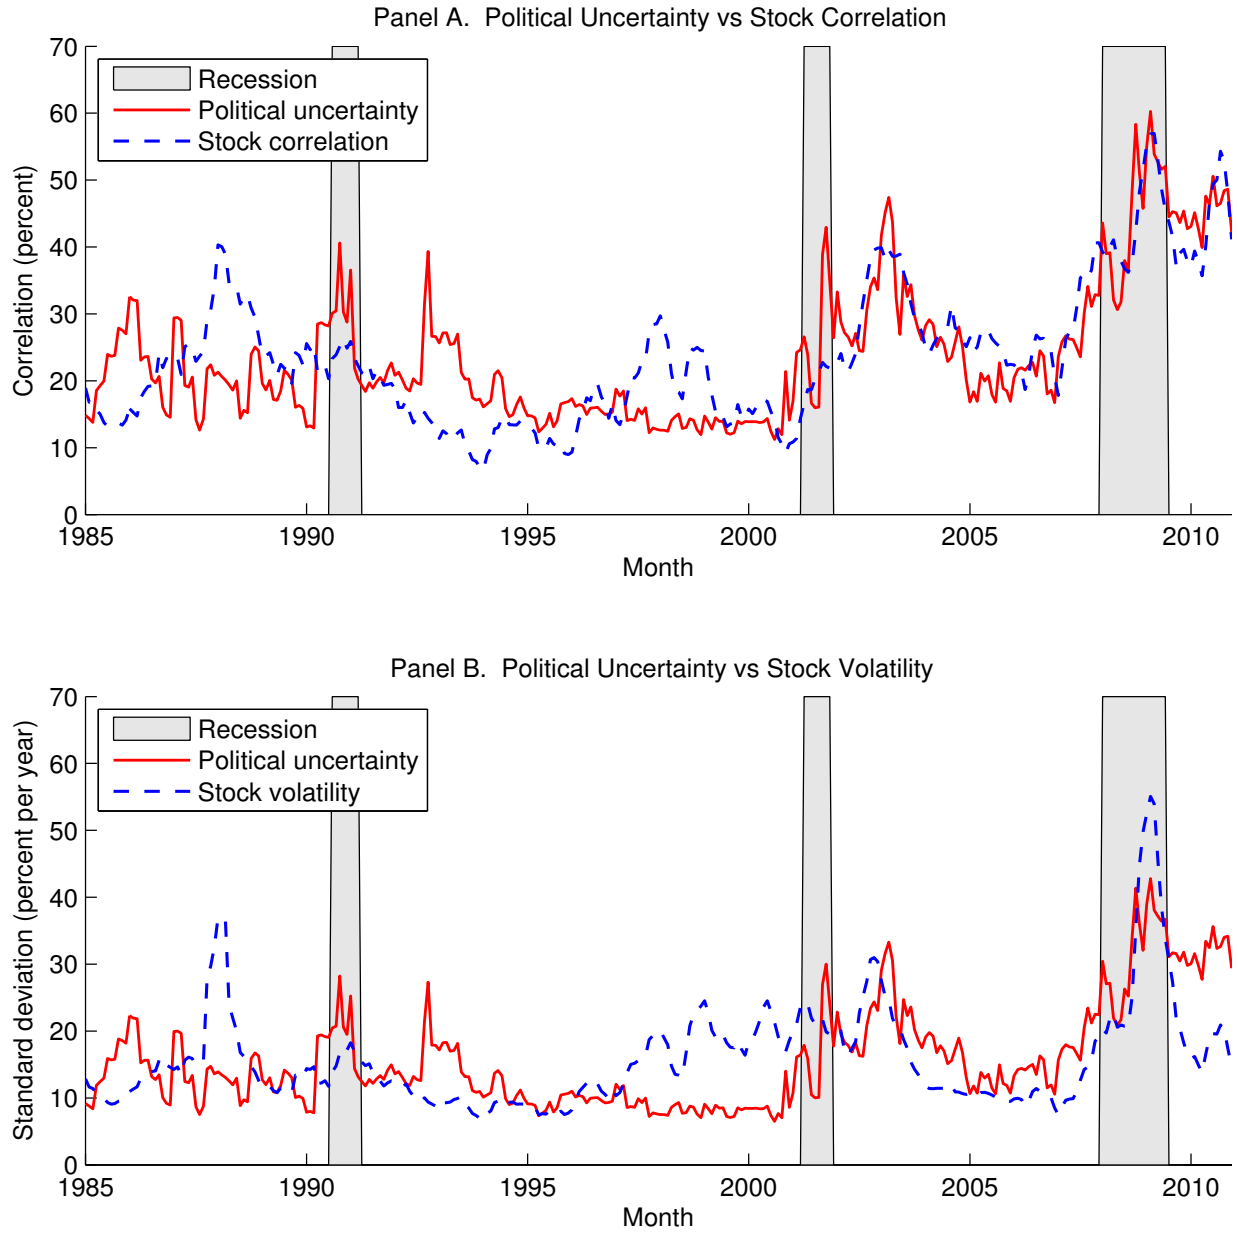 Panel A.  Political Uncertainty vs Stock Correlation
70
60
50
40
30
20
10
0
Correlation (percent)
Recession
Political uncertainty
Stock correlation
1985 1990 1995 2000 2005 2010
Month
Panel B.  Political Uncertainty vs Stock Volatility
70
60
50
40
30
20
10
0
Standard deviation (percent per year)
Recession
Political uncertainty
Stock volatility
1985 1990 1995 2000 2005 2010
Month